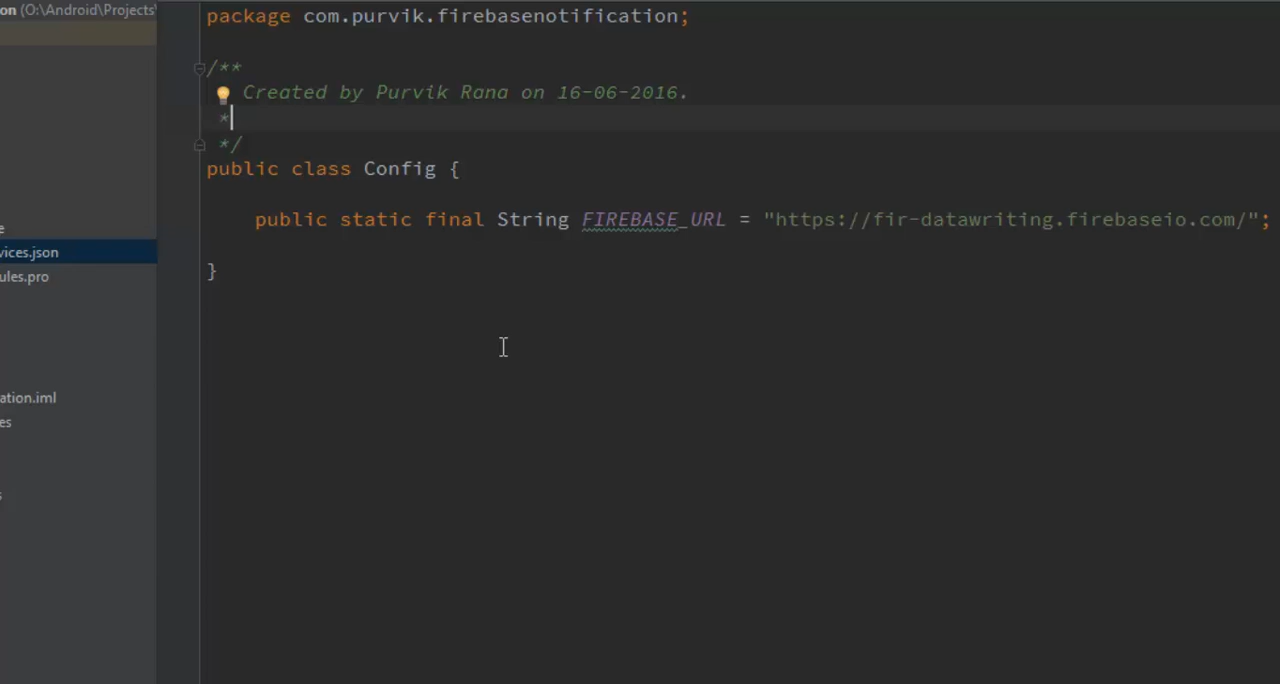 on (O:\Android\Projects\
package com.purvik.firebasenotification;
/**
Created by Purvik Rana on 16-06-2016.
*
*/
public class Config {
public static final String FIREBASE_URL = "https://fir-datawriting.firebaseio.com/";
}
e
vices.json
ules.pro
ation.iml
es
s